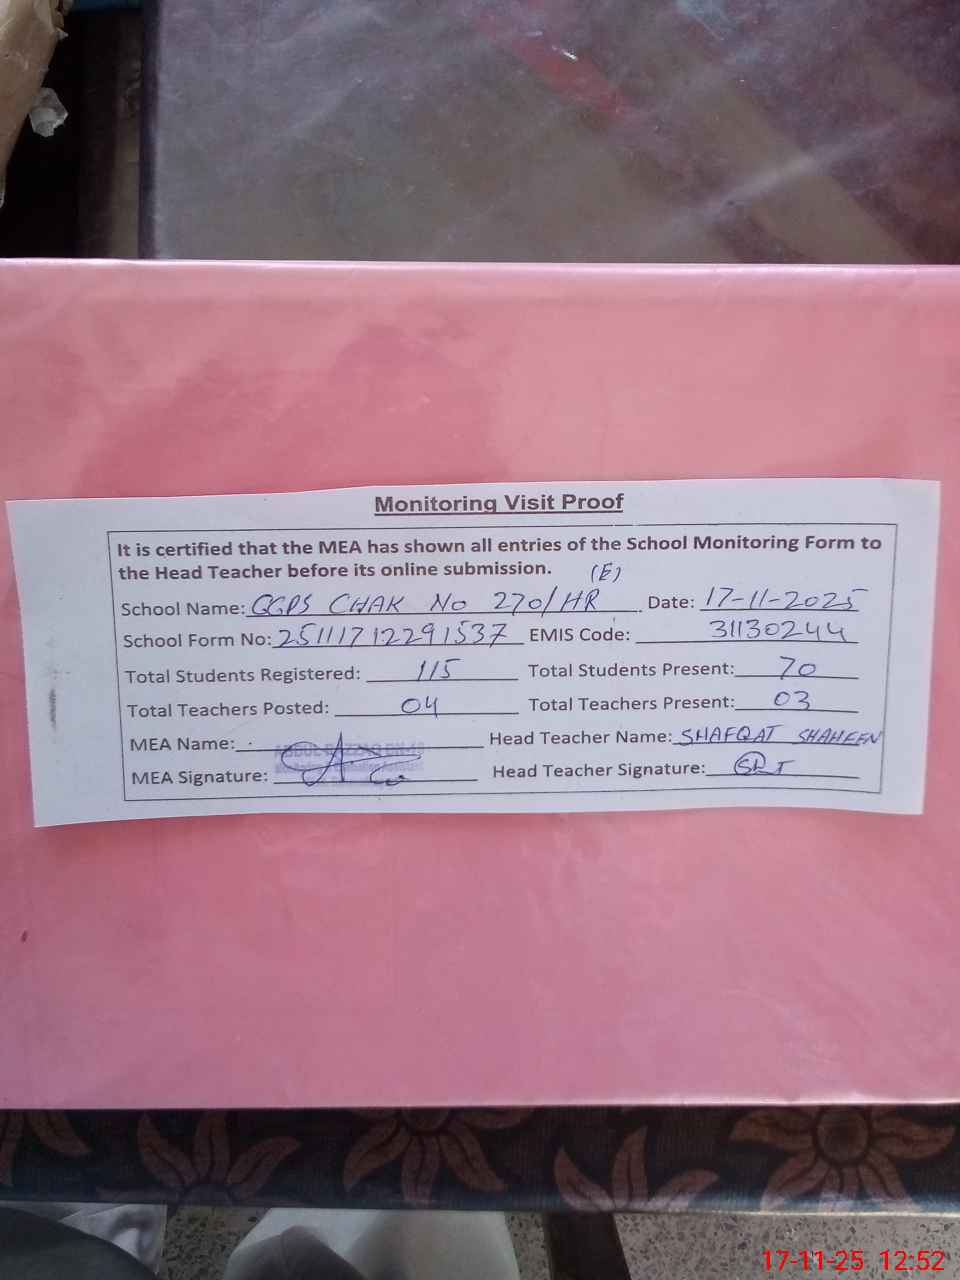 Monitoring Visit Proof
It is certified that the MEA has shown all entries of the School Monitoring Form to
the Head Teacher before its online submission. (E)
School Name: GGPS CHAK No 270/HR Date: 17-11-2025
School Form No: 25111712291537 EMIS Code: 31130244
Total Students Registered: 115 Total Students Present: 70
Total Teachers Posted: 04 Total Teachers Present: 03
MEA Name: ABDUL RAZZAQ Head Teacher Name: SHAFQAT SHAHEEN
MEA Signature: Head Teacher Signature:
17-11-25 12:52